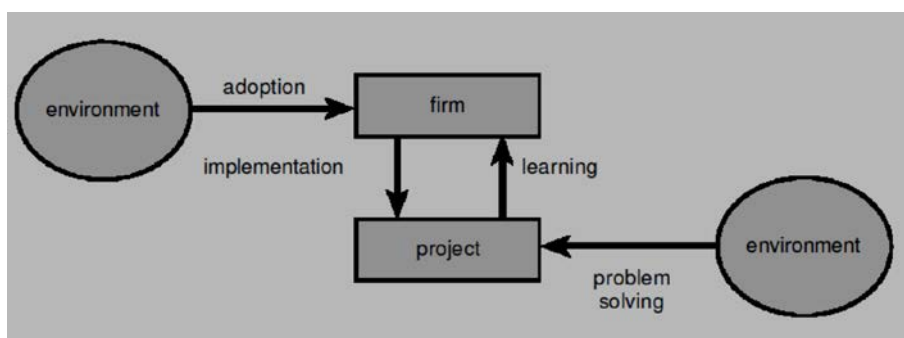 adoption
environment
firm
implementation
learning
project
environment
problem
solving